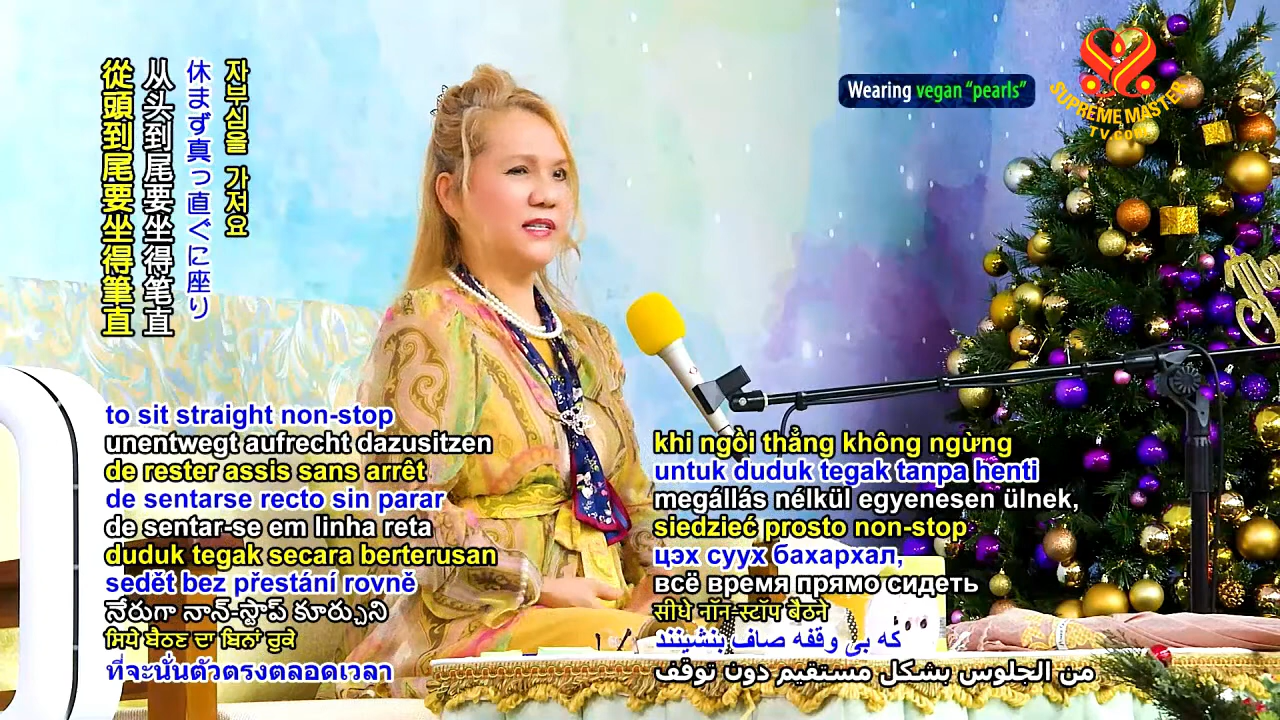 Wearing vegan "pearls"
SUPREME MASTER
TV.COM
자부심을 가져요
休まず真っ直ぐに座り
从头到尾要坐得笔直
從頭到尾要坐得筆直
to sit straight non-stop
unentwegt aufrecht dazusitzen
de rester assis sans arrêt
de sentarse recto sin parar
de sentar-se em linha reta
duduk tegak secara berterusan
sedět bez přestání rovně
నేరుగా నాన్-స్టాప్ కూర్చుని
ਸਿਧੇ ਬੈਠਣ ਦਾ ਬਿਨਾਂ ਰੁਕੇ
ที่จะนั่นตัวตรงตลอดเวลา
khi ngồi thẳng không ngừng
untuk duduk tegak tanpa henti
megállás nélkül egyenesen ülnek,
siedzieć prosto non-stop
цэх суух бахархал,
всё время прямо сидеть
सीधे नॉन-स्टॉप बैठने
که بی وقفه صاف بنشینند
من الجلوس بشكل مستقيم دون توقف